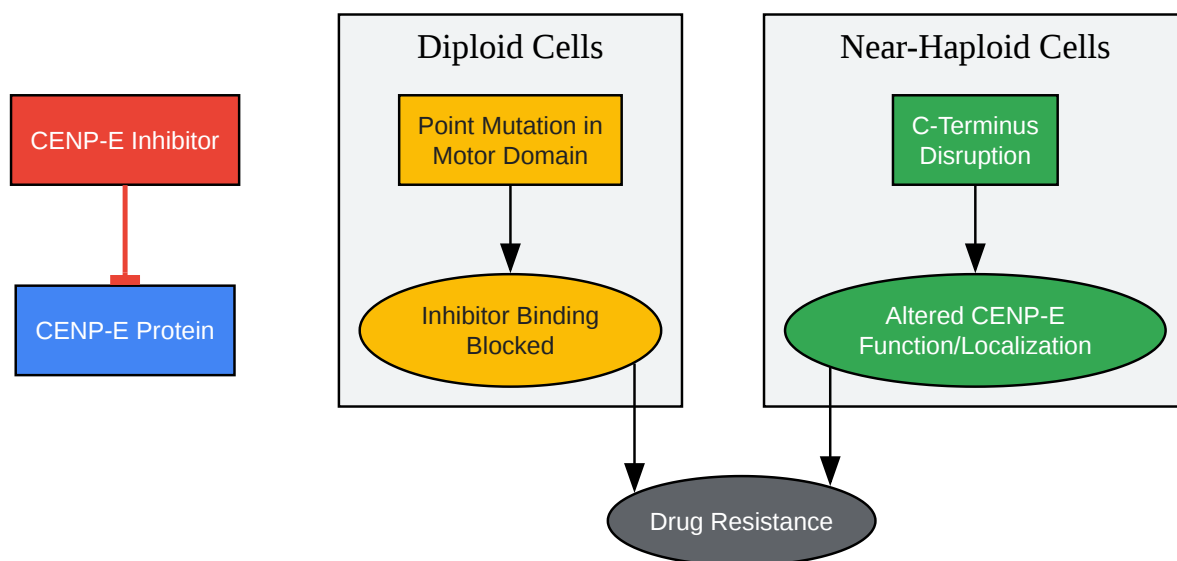 CENP-E Inhibitor
CENP-E Protein
Diploid Cells
Point Mutation in
Motor Domain
Inhibitor Binding
Blocked
Near-Haploid Cells
C-Terminus
Disruption
Altered CENP-E
Function/Localization
Drug Resistance